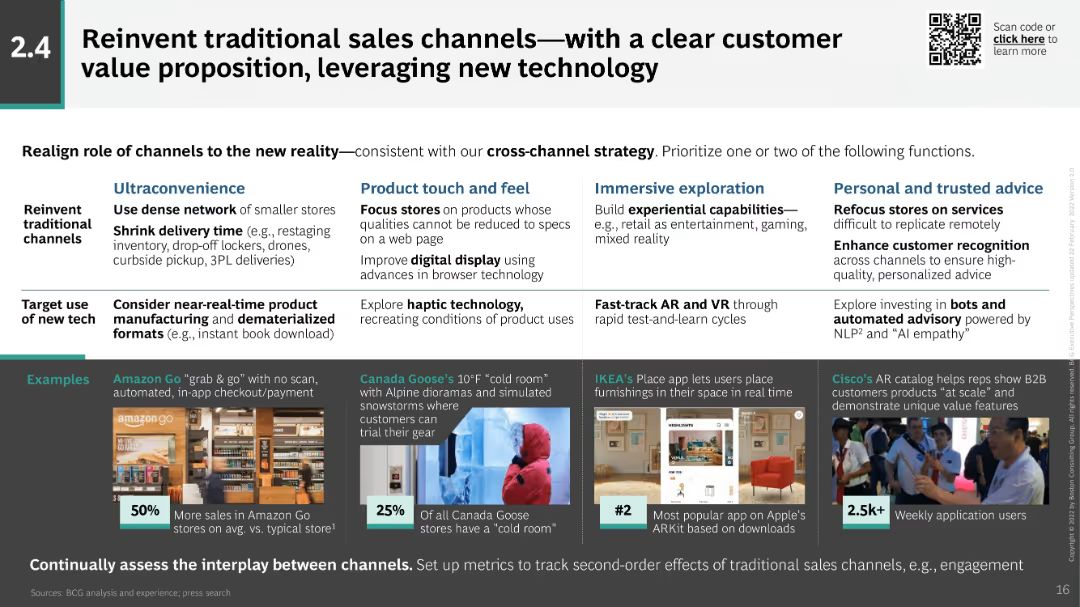 2.4
Reinvent traditional sales channels—with a clear customer
value proposition, leveraging new technology
Scan code or
click here to
learn more
Realign role of channels to the new reality—consistent with our cross-channel strategy. Prioritize one or two of the following functions.
Reinvent
traditional
channels
Ultraconvenience
Use dense network of smaller stores
Shrink delivery time (e.g., restaging
inventory, drop-off lockers, drones,
curbside pickup, 3PL deliveries)
Product touch and feel
Focus stores on products whose
qualities cannot be reduced to specs
on a web page
Improve digital display using
advances in browser technology
Immersive exploration
Build experiential capabilities—
e.g., retail as entertainment, gaming,
mixed reality
Personal and trusted advice
Refocus stores on services
difficult to replicate remotely
Enhance customer recognition
across channels to ensure high-
quality, personalized advice
Target use
of new tech
Consider near-real-time product
manufacturing and dematerialized
formats (e.g., instant book download)
Explore haptic technology,
recreating conditions of product uses
Fast-track AR and VR through
rapid test-and-learn cycles
Explore investing in bots and
automated advisory powered by
NLP² and “AI empathy”
Examples
Amazon Go “grab & go” with no scan,
automated, in-app checkout/payment
amazon go
50%
More sales in Amazon Go
stores on avg. vs. typical store¹
Canada Goose's 10°F “cold room”
with Alpine dioramas and simulated
snowstorms where
customers can
trial their gear
25%
Of all Canada Goose
stores have a "cold room"
IKEA's Place app lets users place
furnishings in their space in real time
HIGHLIGHTS
#2
Most popular app on Apple's
ARKit based on downloads
Cisco's AR catalog helps reps show B2B
customers products “at scale” and
demonstrate unique value features
2.5k+
Weekly application users
Continually assess the interplay between channels. Set up metrics to track second-order effects of traditional sales channels, e.g., engagement
Sources: BCG analysis and experience; press search
16
Copyright © 2022 by Boston Consulting Group. All rights reserved. BCG Executive Perspectives updated 22 February 2022 Version 2.0